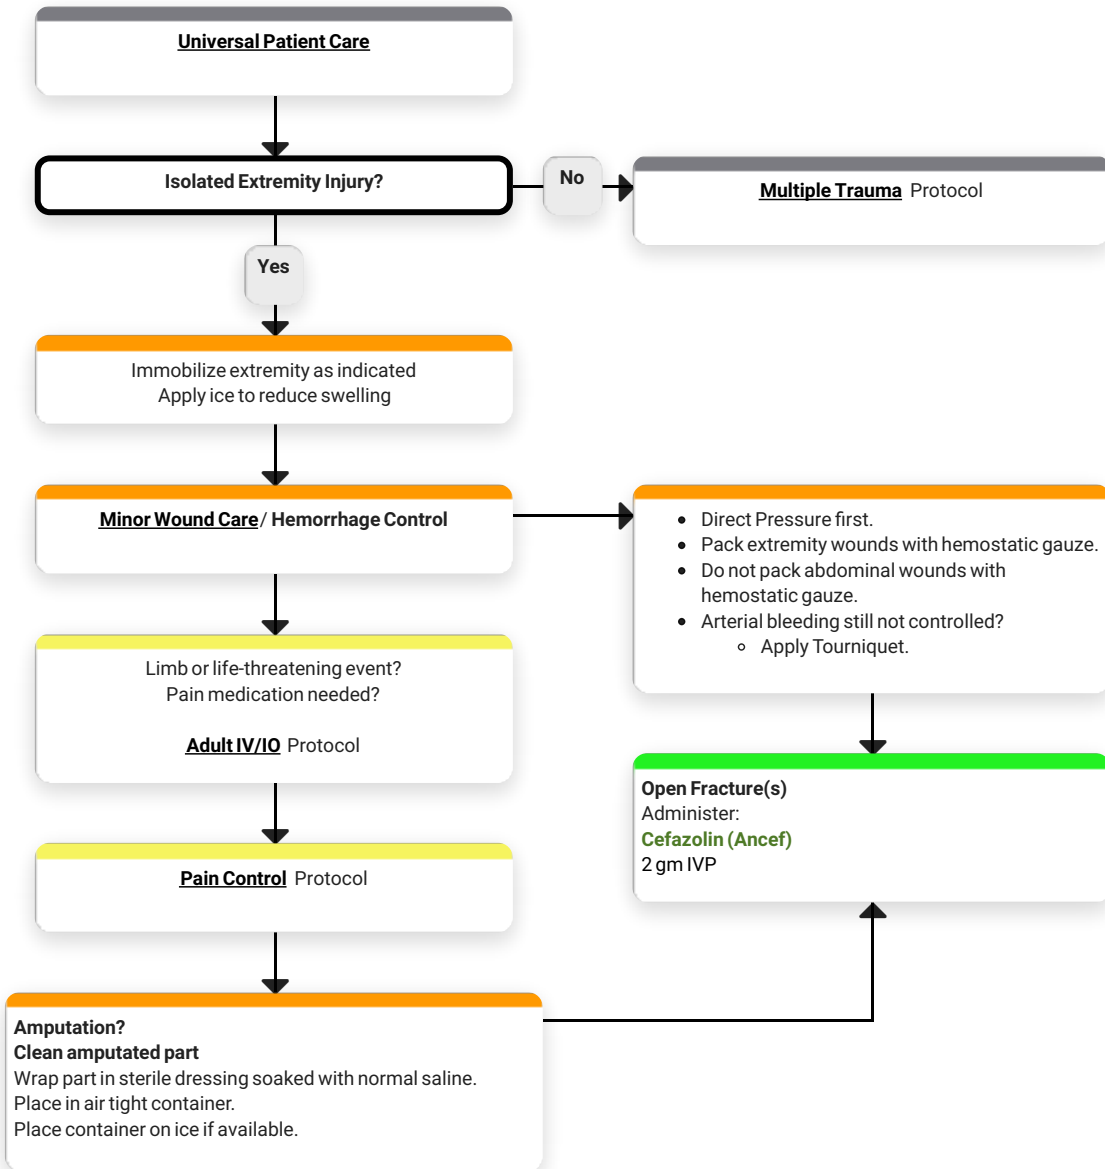 Universal Patient Care
Isolated Extremity Injury?
No
Multiple Trauma Protocol
Yes
Immobilize extremity as indicated
Apply ice to reduce swelling
Minor Wound Care/ Hemorrhage Control
• Direct Pressure first.
• Pack extremity wounds with hemostatic gauze.
• Do not pack abdominal wounds with
hemostatic gauze.
• Arterial bleeding still not controlled?
◦ Apply Tourniquet.
Limb or life-threatening event?
Pain medication needed?
Adult IV/IO Protocol
Open Fracture(s)
Administer:
Cefazolin (Ancef)
2 gm IVP
Pain Control Protocol
Amputation?
Clean amputated part
Wrap part in sterile dressing soaked with normal saline.
Place in air tight container.
Place container on ice if available.